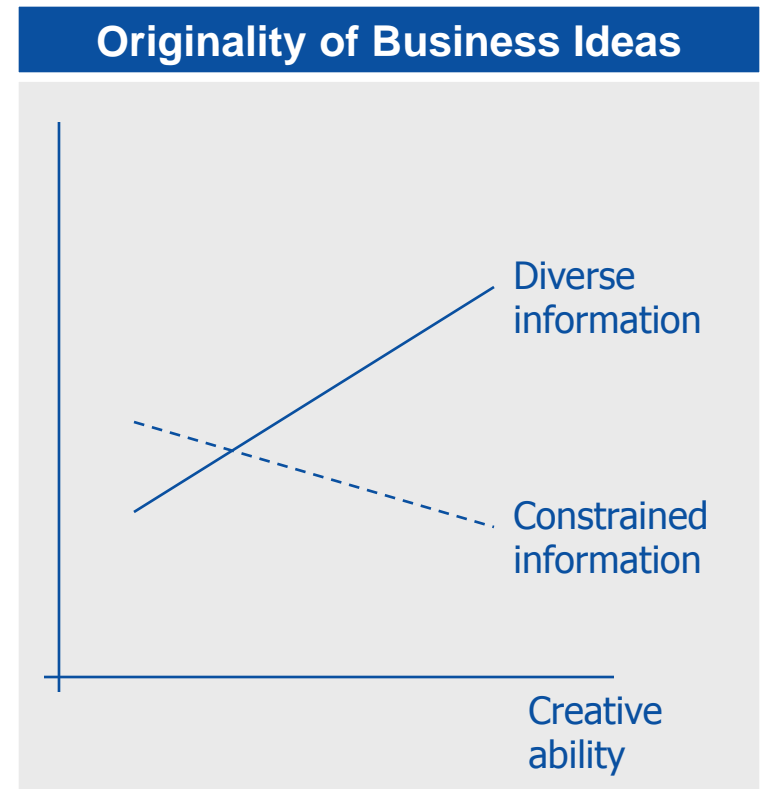 Originality of Business Ideas
Diverse
information
Constrained
information
Creative
ability